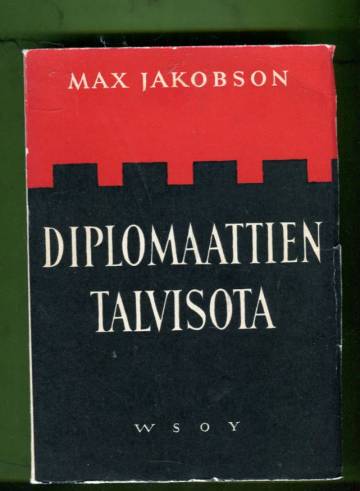 MAX JAKOBSON
DIPLOMAATTIEN
TALVISOTA
WSOY